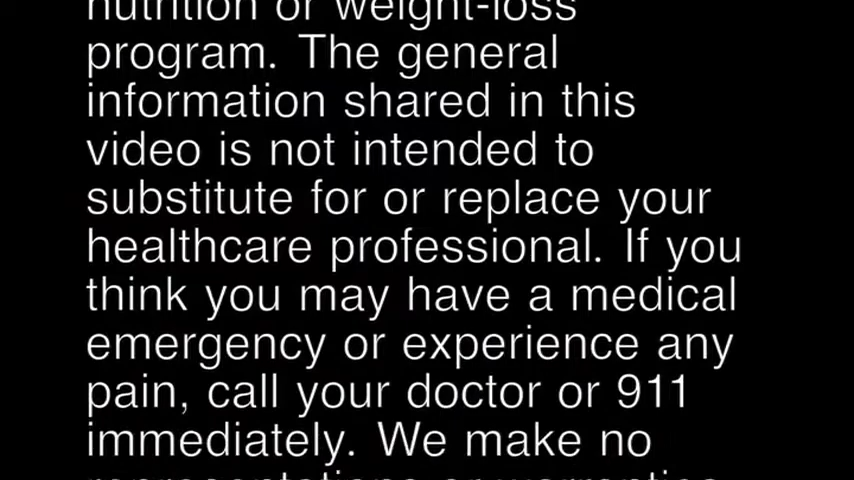 nutrition or weight-loss
program. The general
information shared in this
video is not intended to
substitute for or replace your
healthcare professional. If you
think you may have a medical
emergency or experience any
pain, call your doctor or 911
immediately. We make no
representations or warranties